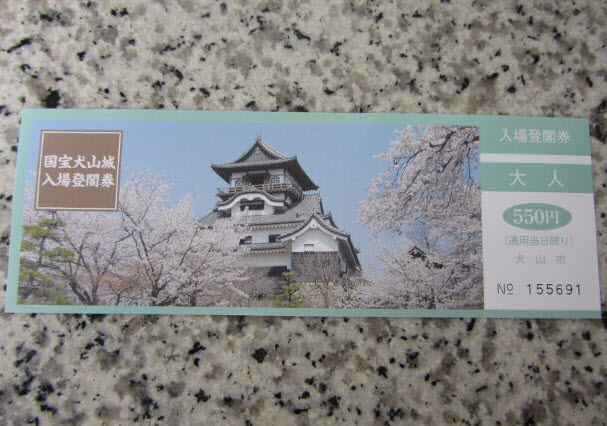 国宝犬山城
入場登閣券
入場登閣券
大人
550円
(適用当日限り)
犬山市
№ 155691